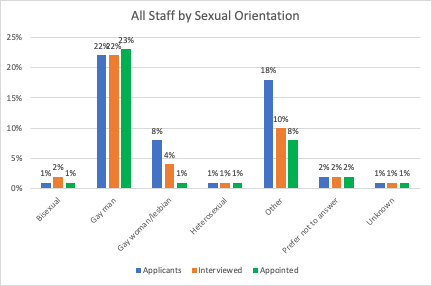 All Staff by Sexual Orientation
25%
20%
15%
10%
5%
0%
1% 2% 1%
22% 22% 23%
8% 4% 1%
1% 1% 1%
18% 10% 8%
2% 2% 2%
1% 1% 1%
Bisexual
Gay man
Gay woman/lesbian
Heterosexual
Other
Prefer not to answer
Unknown
Applicants Interviewed Appointed